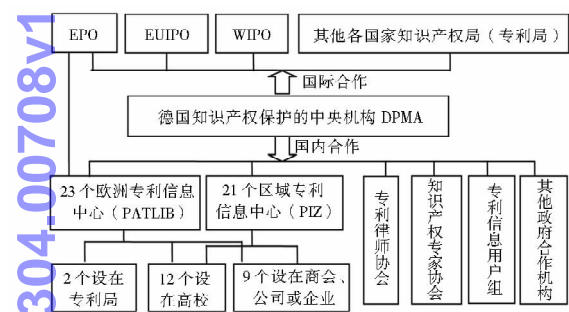 EPO
EUIPO
WIPO
其他各国家知识产权局（专利局）
国际合作
德国知识产权保护的中央机构 DPMA
国内合作
23 个欧洲专利信息
中心（PATLIB）
21 个区域专利
信息中心（PIZ）
专利律师协会
知识产权专家协会
专利信息用户组
其他政府合作机构
2 个设在
专利局
12 个设
在高校
9 个设在商会、
公司或企业
304.00708v1